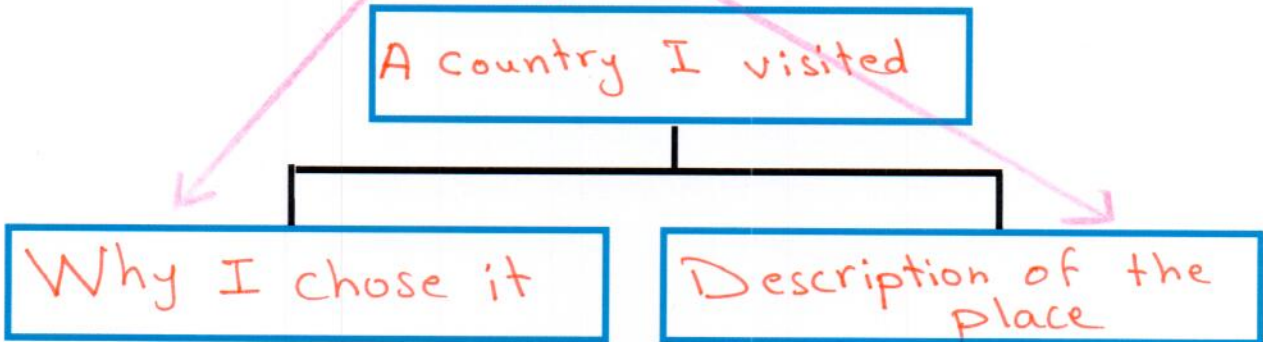 A country I visited
Why I chose it
Description of the
place